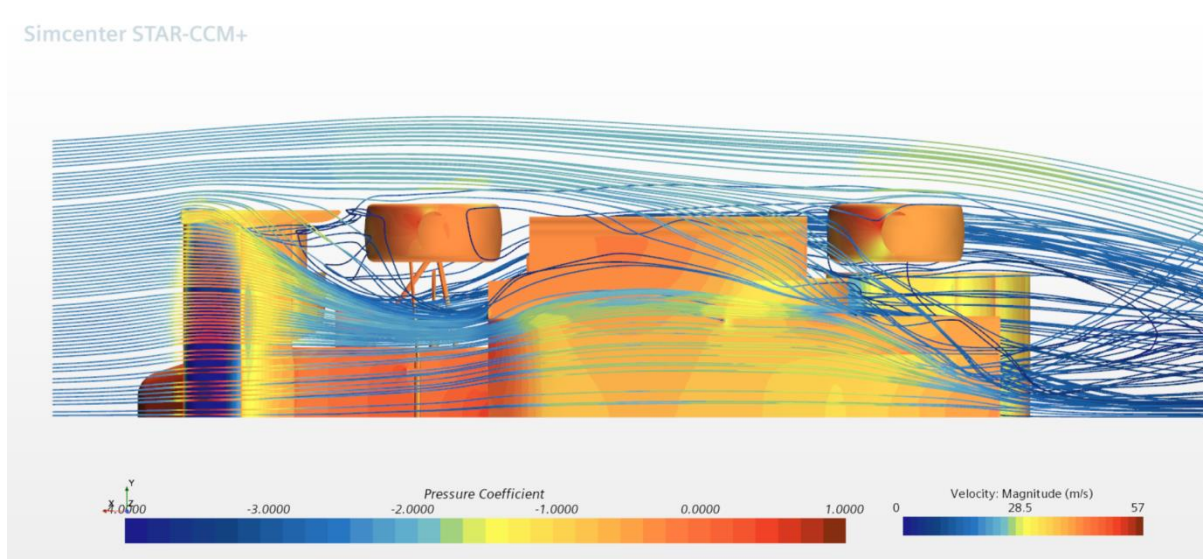 Simcenter STAR-CCM+
Y
X
Z
Pressure Coefficient
-4.0000 -3.0000 -2.0000 -1.0000 0.0000 1.0000
Velocity: Magnitude (m/s)
0 28.5 57